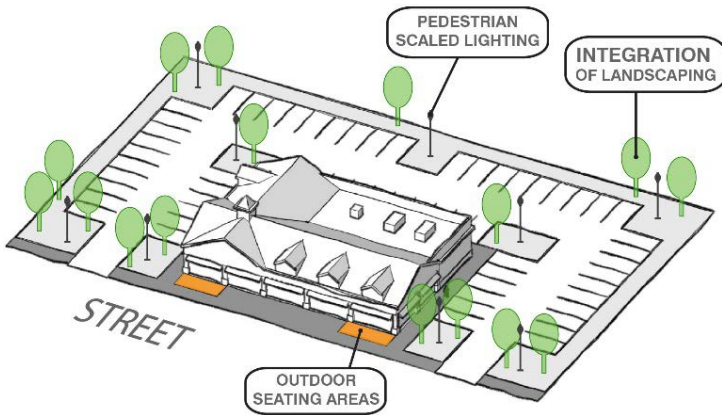 PEDESTRIAN
SCALED LIGHTING
INTEGRATION
OF LANDSCAPING
STREET
OUTDOOR
SEATING AREAS